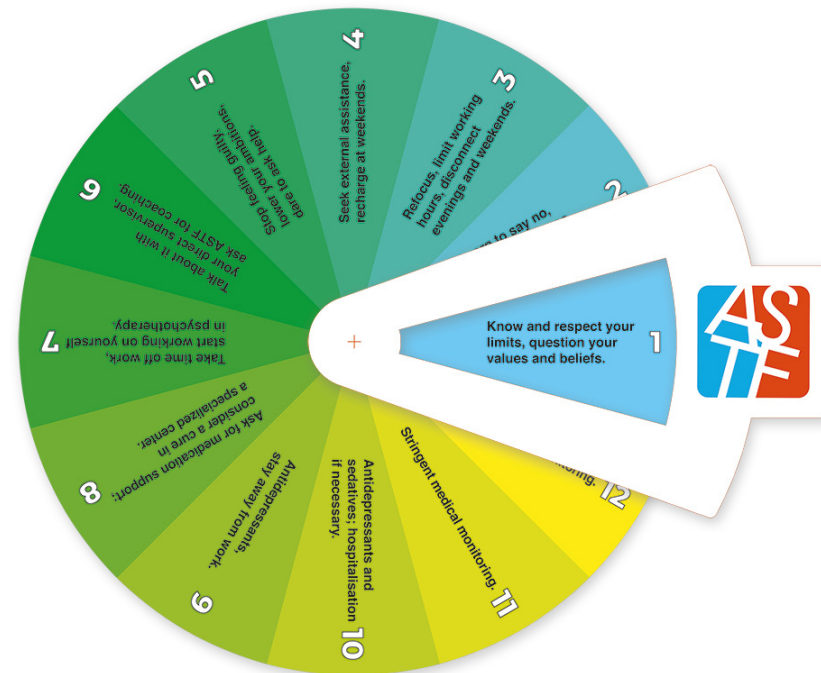 1
Know and respect your
limits, question your
values and beliefs.
2
to say no,
3
Refocus, limit working
hours, disconnect
evenings and weekends.
4
Seek external assistance,
recharge at weekends.
5
Stop feeling guilty,
lower your ambitions,
dare to ask help.
6
Talk about it with
your direct supervisor,
ask ASTF for coaching.
7
Take time off work,
start working on yourself
in psychotherapy.
8
Ask for medication support;
consider a cure in
a specialized center.
9
Antidepressants,
stay away from work.
10
Antidepressants and
sedatives; hospitalisation
if necessary.
11
Stringent medical monitoring.
12
ASTF